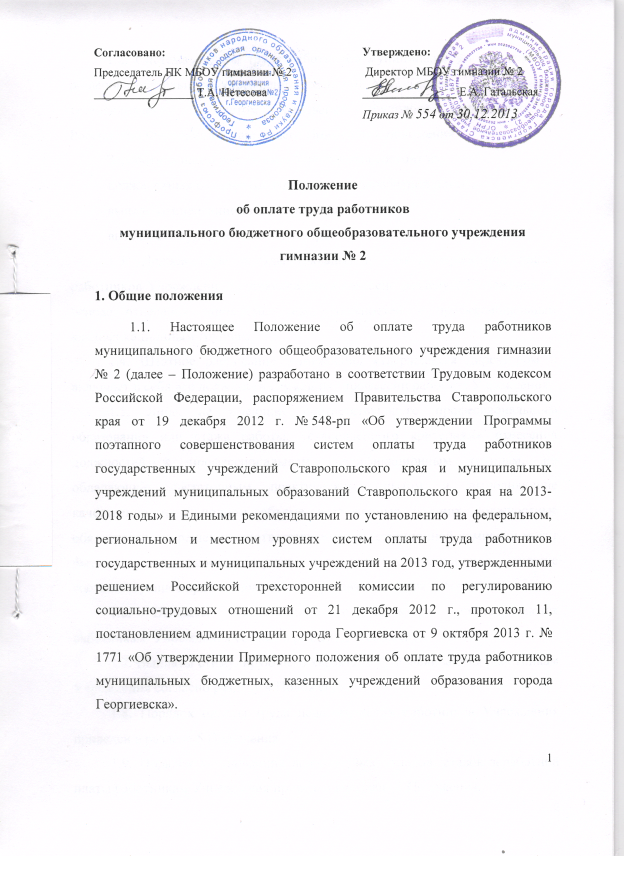 Согласовано:
Председатель ПК МБОУ гимназии № 2
Т.А. Нетесова
Утверждено:
Директор МБОУ гимназии № 2
Е.А. Гатальская
Приказ № 554 от 30.12.2013
организация
г.Георгиевска
Положение
об оплате труда работников
муниципального бюджетного общеобразовательного учреждения
гимназии № 2
1. Общие положения
1.1. Настоящее Положение об оплате труда работников
муниципального бюджетного общеобразовательного учреждения гимназии
№ 2 (далее – Положение) разработано в соответствии Трудовым кодексом
Российской Федерации, распоряжением Правительства Ставропольского
края от 19 декабря 2012 г. № 548-рп «Об утверждении Программы
поэтапного совершенствования систем оплаты труда работников
государственных учреждений Ставропольского края и муниципальных
учреждений муниципальных образований Ставропольского края на 2013-
2018 годы» и Едиными рекомендациями по установлению на федеральном,
региональном и местном уровнях систем оплаты труда работников
государственных и муниципальных учреждений на 2013 год, утвержденными
решением Российской трехсторонней комиссии по регулированию
социально-трудовых отношений от 21 декабря 2012 г., протокол 11,
постановлением администрации города Георгиевска от 9 октября 2013 г. №
1771 «Об утверждении Примерного положения об оплате труда работников
муниципальных бюджетных, казенных учреждений образования города
Георгиевска».
1